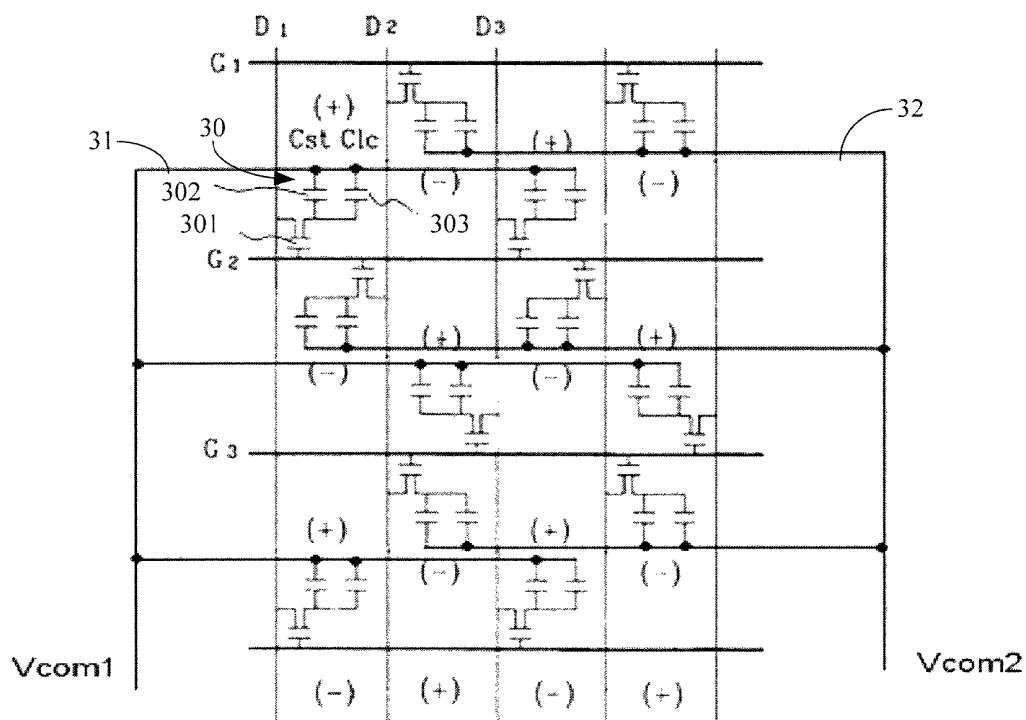 D1 D2 D3
G1
(+)
Cst Clc
31 30 (+) 32
302 (-) (-)
301 303
G2
(+) (+)
(-) (-)
G3
(+) (+)
(-) (-)
Vcom1 Vcom2
(-) (+) (-) (+)